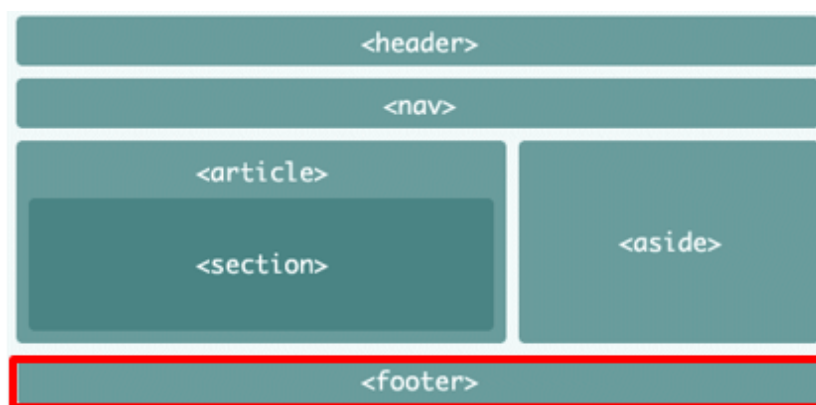 <header>
<nav>
<article>
<section>
<aside>
<footer>